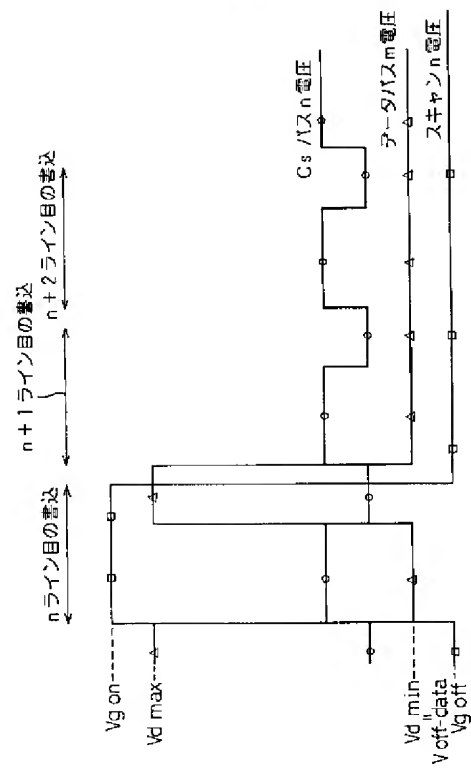 nライン目の書込
n+1ライン目の書込
n+2ライン目の書込
Vg on
Vd max
Vd min
=
V off-data
Vg off
Cs バスn電圧
データバスm電圧
スキャンn電圧